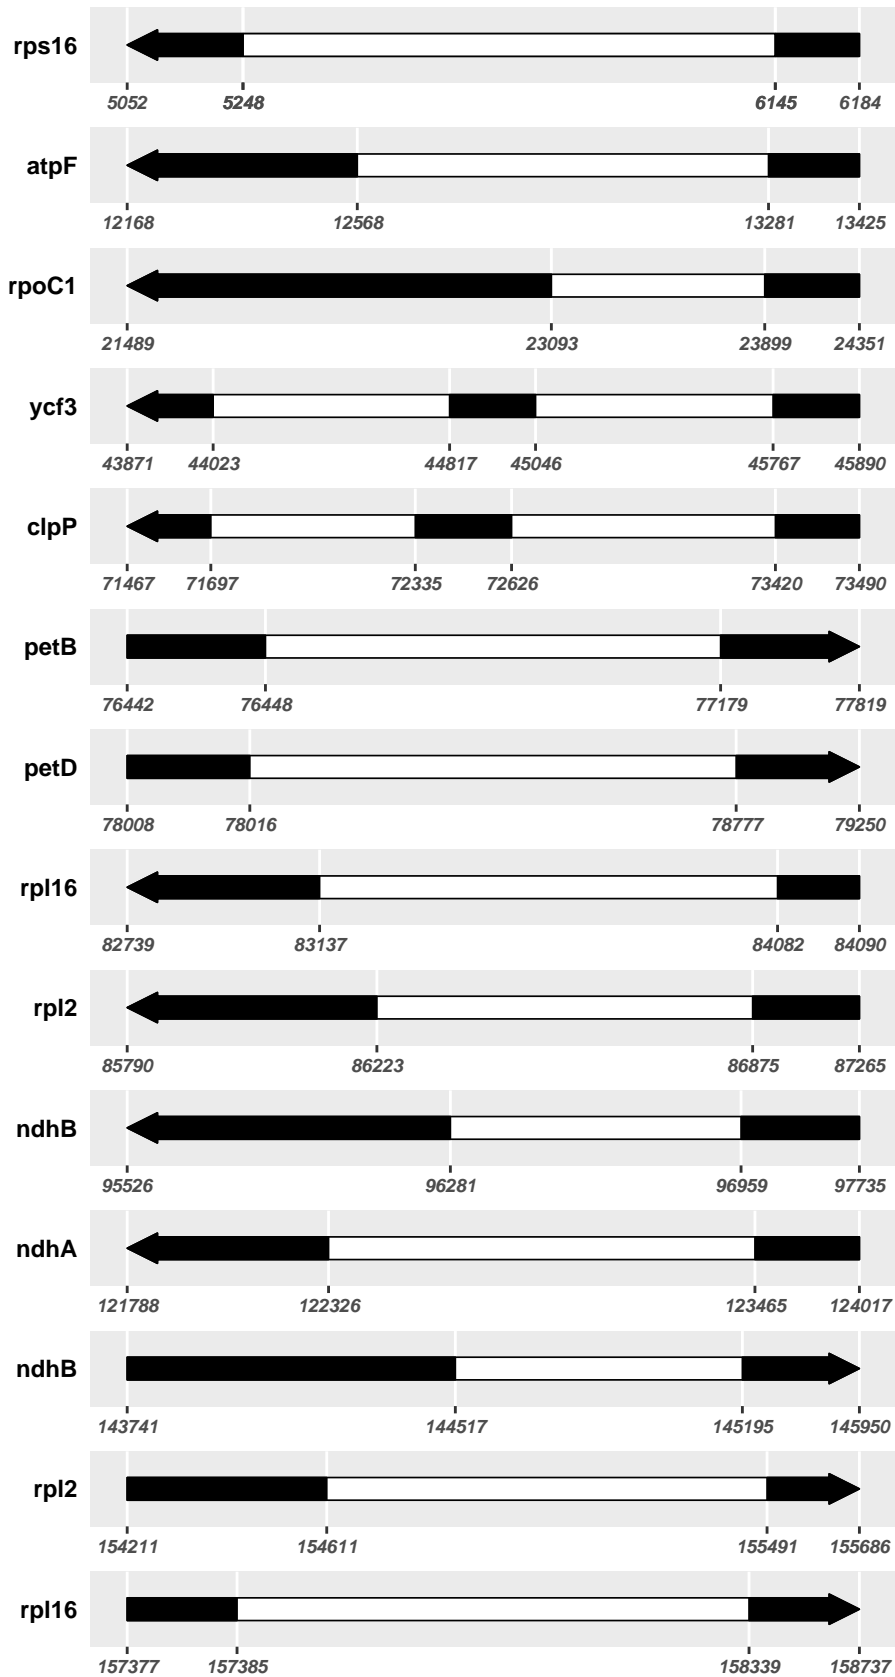 rps16
5052 5248 6145 6184
atpF
12168 12568 13281 13425
rpoC1
21489 23093 23899 24351
ycf3
43871 44023 44817 45046 45767 45890
clpP
71467 71697 72335 72626 73420 73490
petB
76442 76448 77179 77819
petD
78008 78016 78777 79250
rpl16
82739 83137 84082 84090
rpl2
85790 86223 86875 87265
ndhB
95526 96281 96959 97735
ndhA
121788 122326 123465 124017
ndhB
143741 144517 145195 145950
rpl2
154211 154611 155491 155686
rpl16
157377 157385 158339 158737